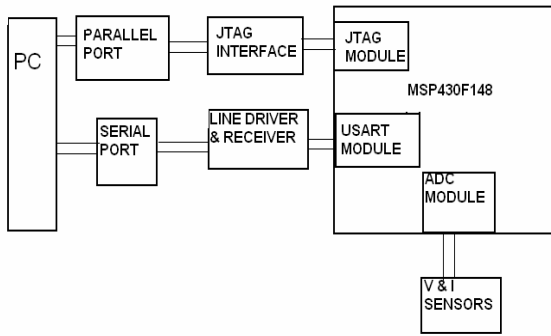 PC
PARALLEL
PORT
JTAG
INTERFACE
JTAG
MODULE
MSP430F148
SERIAL
PORT
LINE DRIVER
& RECEIVER
USART
MODULE
ADC
MODULE
V & I
SENSORS